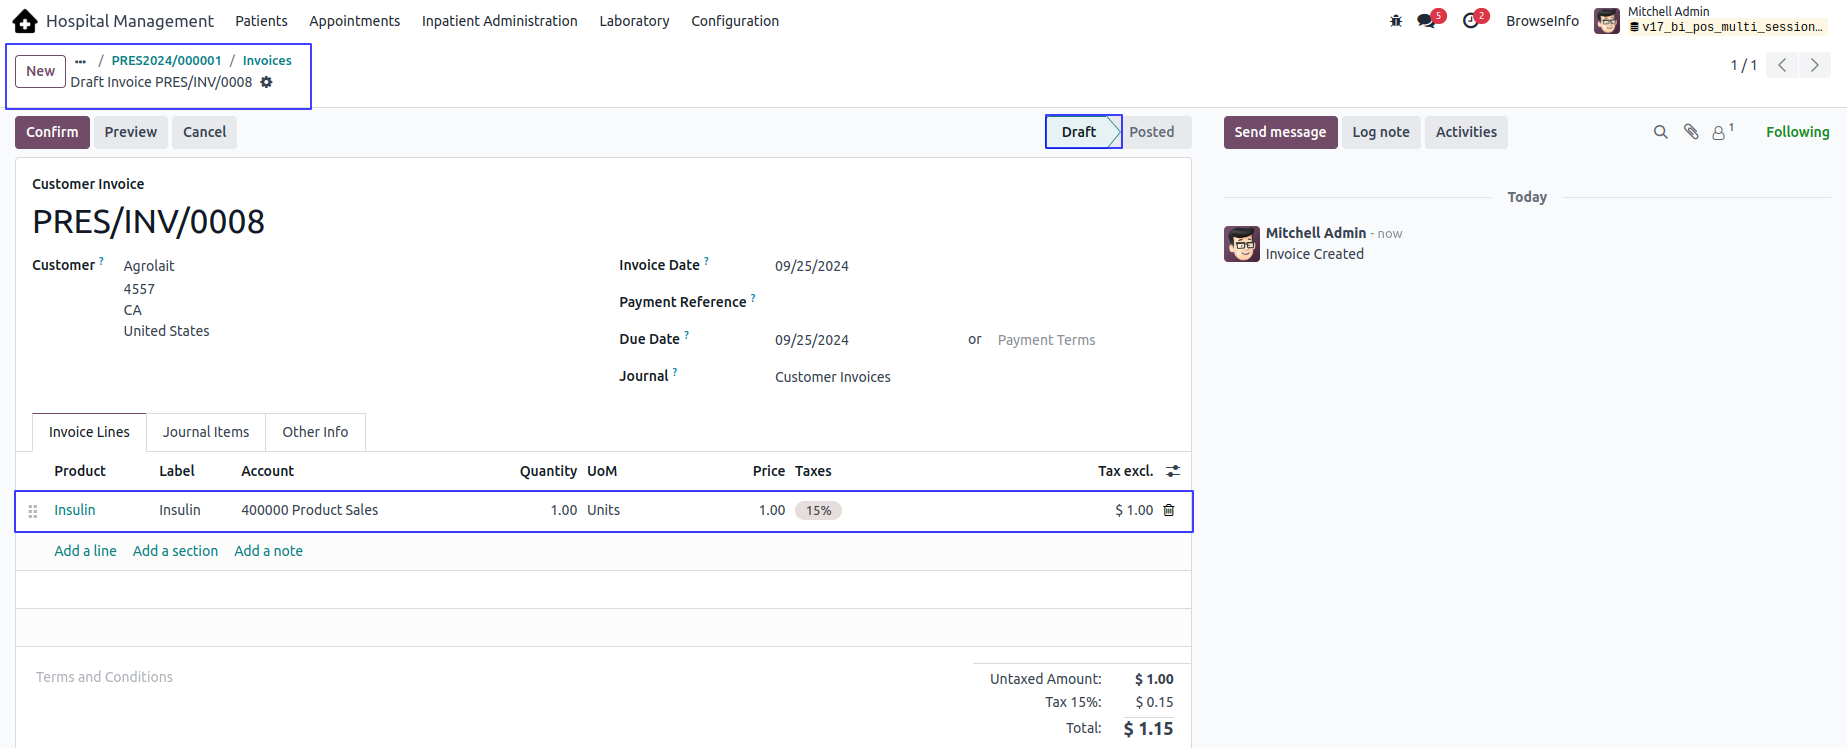 Hospital Management Patients Appointments Inpatient Administration Laboratory Configuration 5 2 BrowseInfo Mitchell Admin
v17_bi_pos_multi_session...
New ... / PRES2024/000001 / Invoices
Draft Invoice PRES/INV/0008
1 / 1
Confirm Preview Cancel Draft Posted
Send message Log note Activities 1 Following
Customer Invoice
PRES/INV/0008
Customer ? Agrolait
4557
CA
United States
Invoice Date ? 09/25/2024
Payment Reference ?
Due Date ? 09/25/2024 or Payment Terms
Journal ? Customer Invoices
Today
Mitchell Admin - now
Invoice Created
Invoice Lines Journal Items Other Info
Product Label Account Quantity UoM Price Taxes Tax excl.
Insulin Insulin 400000 Product Sales 1.00 Units 1.00 15% $ 1.00
Add a line Add a section Add a note
Terms and Conditions
Untaxed Amount: $ 1.00
Tax 15%: $ 0.15
Total: $ 1.15